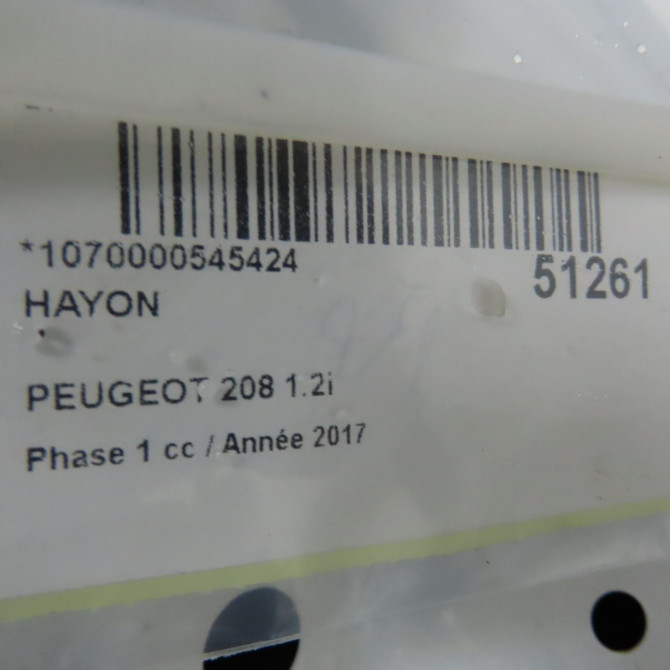 *1070000545424
51261
HAYON
PEUGEOT 208 1.2i
Phase 1 cc / Année 2017